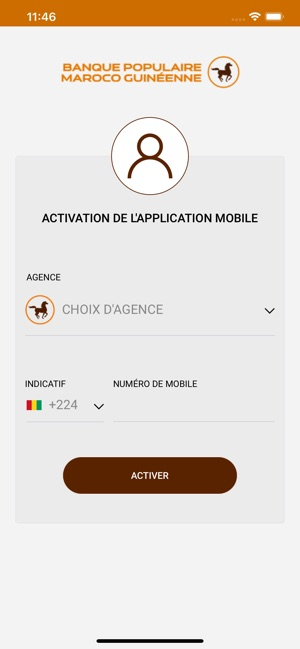 11:46
BANQUE POPULAIRE
MAROCO GUINÉENNE
ACTIVATION DE L'APPLICATION MOBILE
AGENCE
CHOIX D'AGENCE
INDICATIF NUMÉRO DE MOBILE
+224
ACTIVER